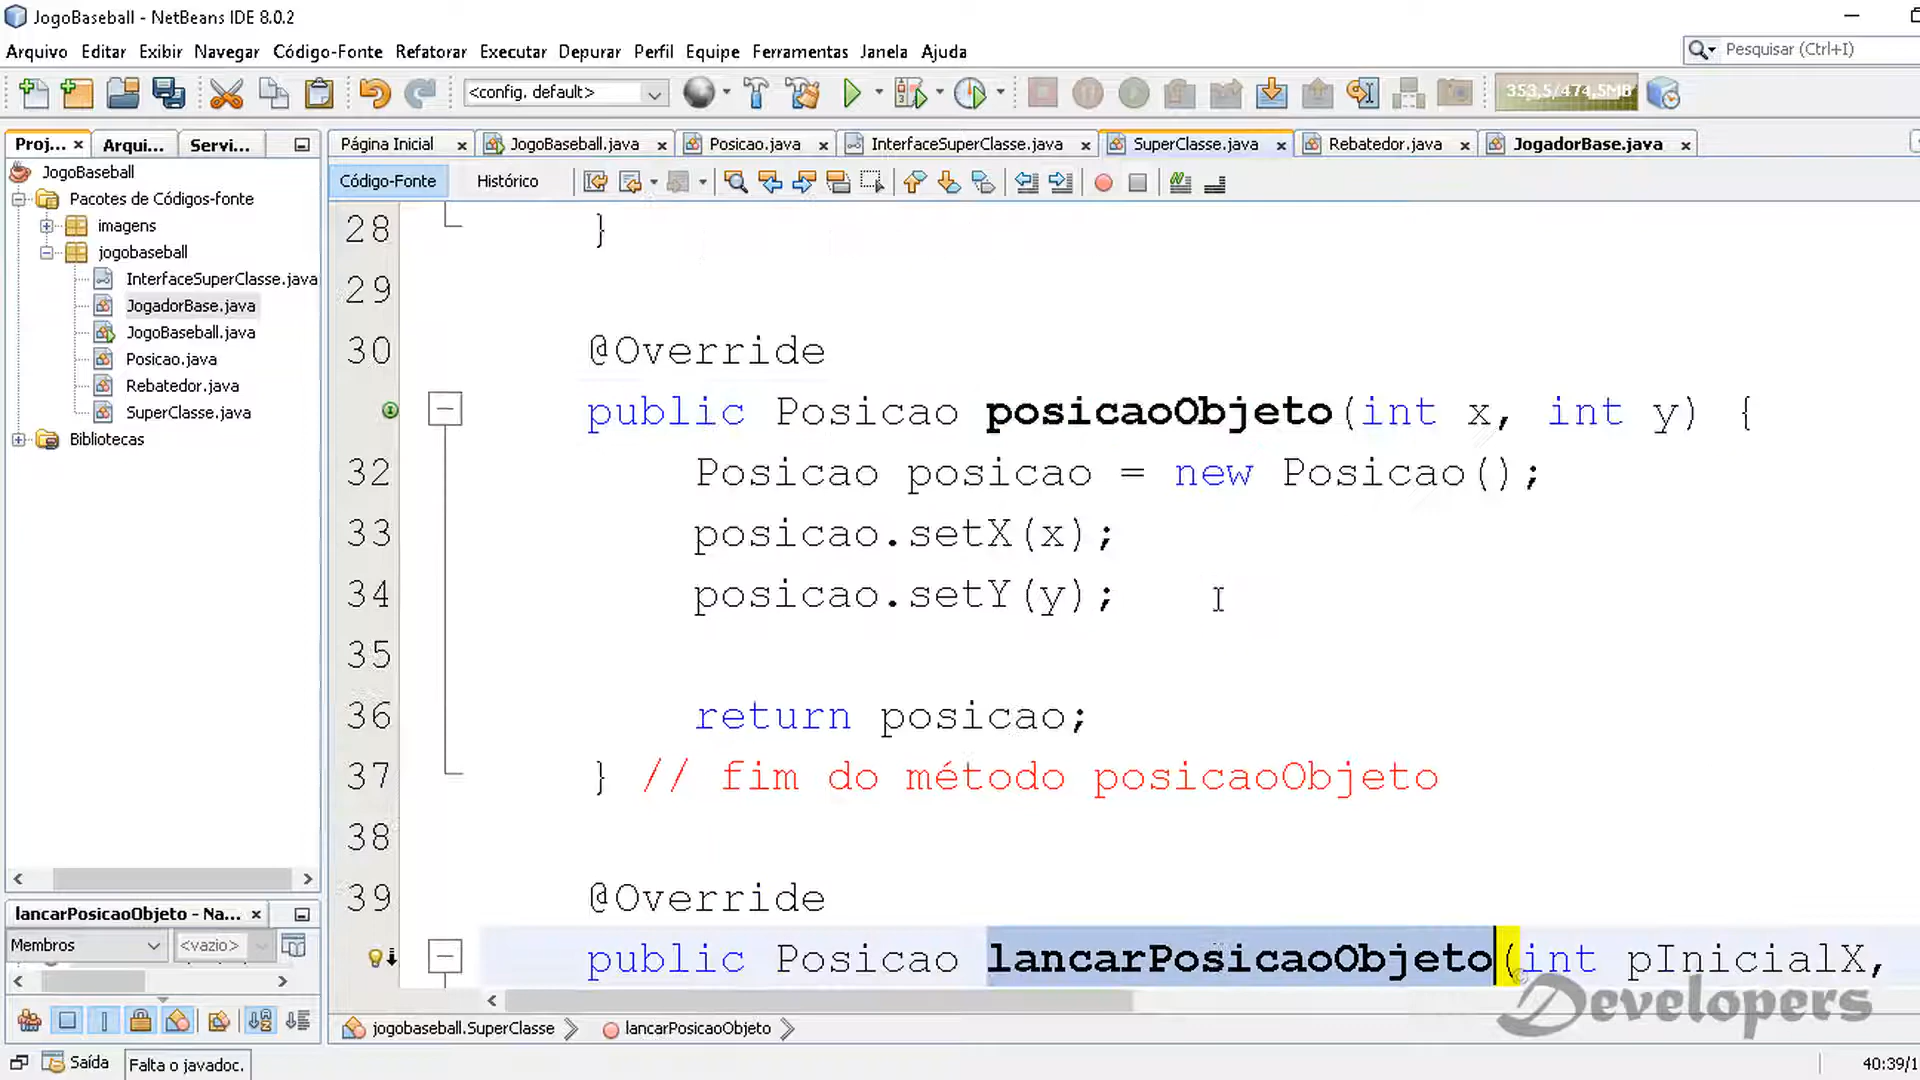 JogoBaseball - NetBeans IDE 8.0.2
Arquivo Editar Exibir Navegar Código-Fonte Refatorar Executar Depurar Perfil Equipe Ferramentas Janela Ajuda
Pesquisar (Ctrl+I)
<config. default>
353,5/474,5MB
Proj... Arqui... Servi...
Página Inicial JogoBaseball.java Posicao.java InterfaceSuperClasse.java SuperClasse.java Rebatedor.java JogadorBase.java
Código-Fonte Histórico
JogoBaseball
Pacotes de Códigos-fonte
imagens
jogobaseball
InterfaceSuperClasse.java
JogadorBase.java
JogoBaseball.java
Posicao.java
Rebatedor.java
SuperClasse.java
Bibliotecas
28 }
29
30 @Override
public Posicao posicaoObjeto(int x, int y) {
32 Posicao posicao = new Posicao();
33 posicao.setX(x);
34 posicao.setY(y);
35
36 return posicao;
37 } // fim do método posicaoObjeto
38
39 @Override
public Posicao lancarPosicaoObjeto(int pInicialX,
lancarPosicaoObjeto - Na...
Membros <vazio>
jogobaseball.SuperClasse lancarPosicaoObjeto
Developers
Saída Falta o javadoc.
40:39/1